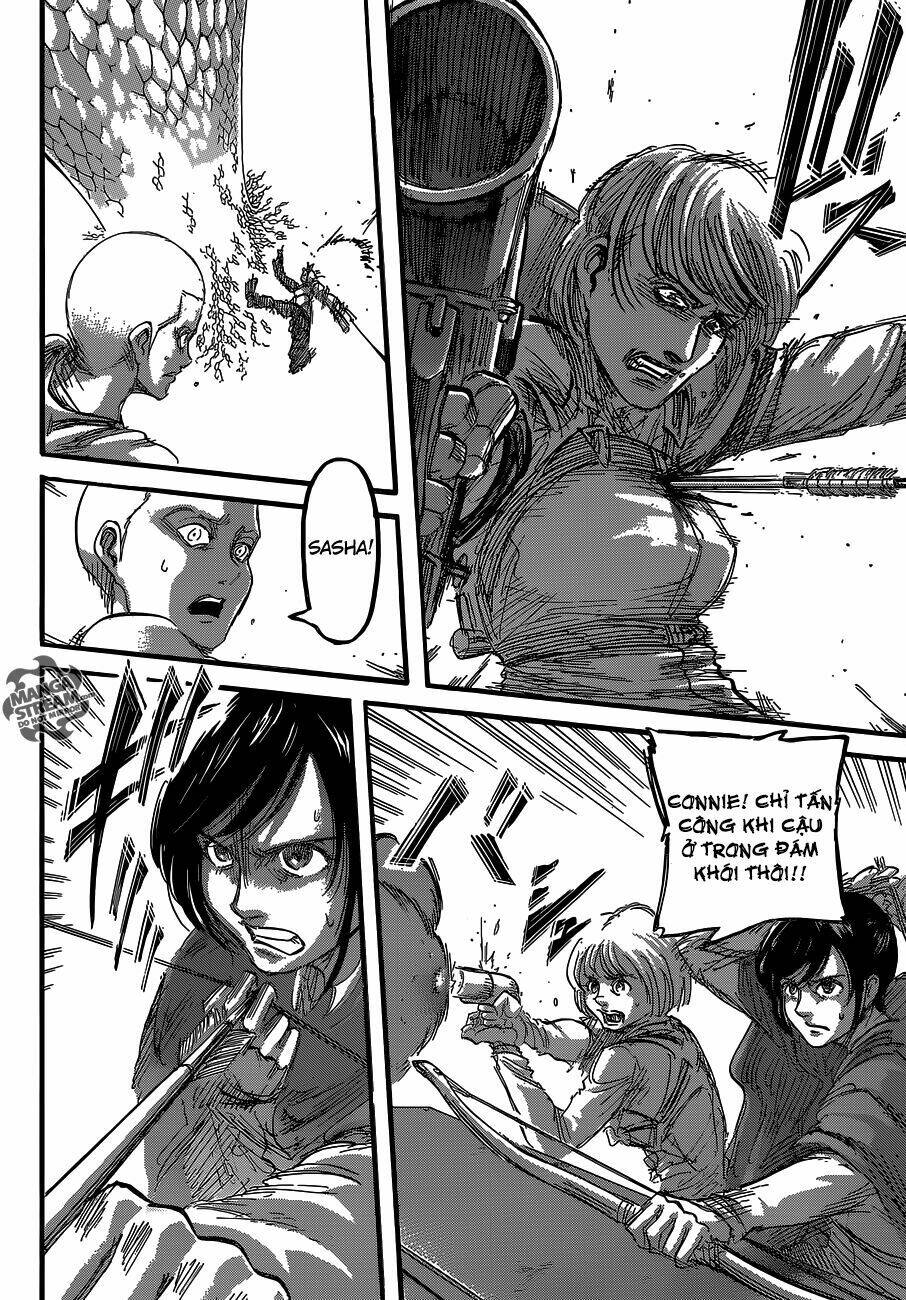 SASHA!
CONNIE! CHỈ TẤN
CÔNG KHI CẬU
Ở TRONG ĐÁM
KHÓI THÔI!!
MANGA
STREAM